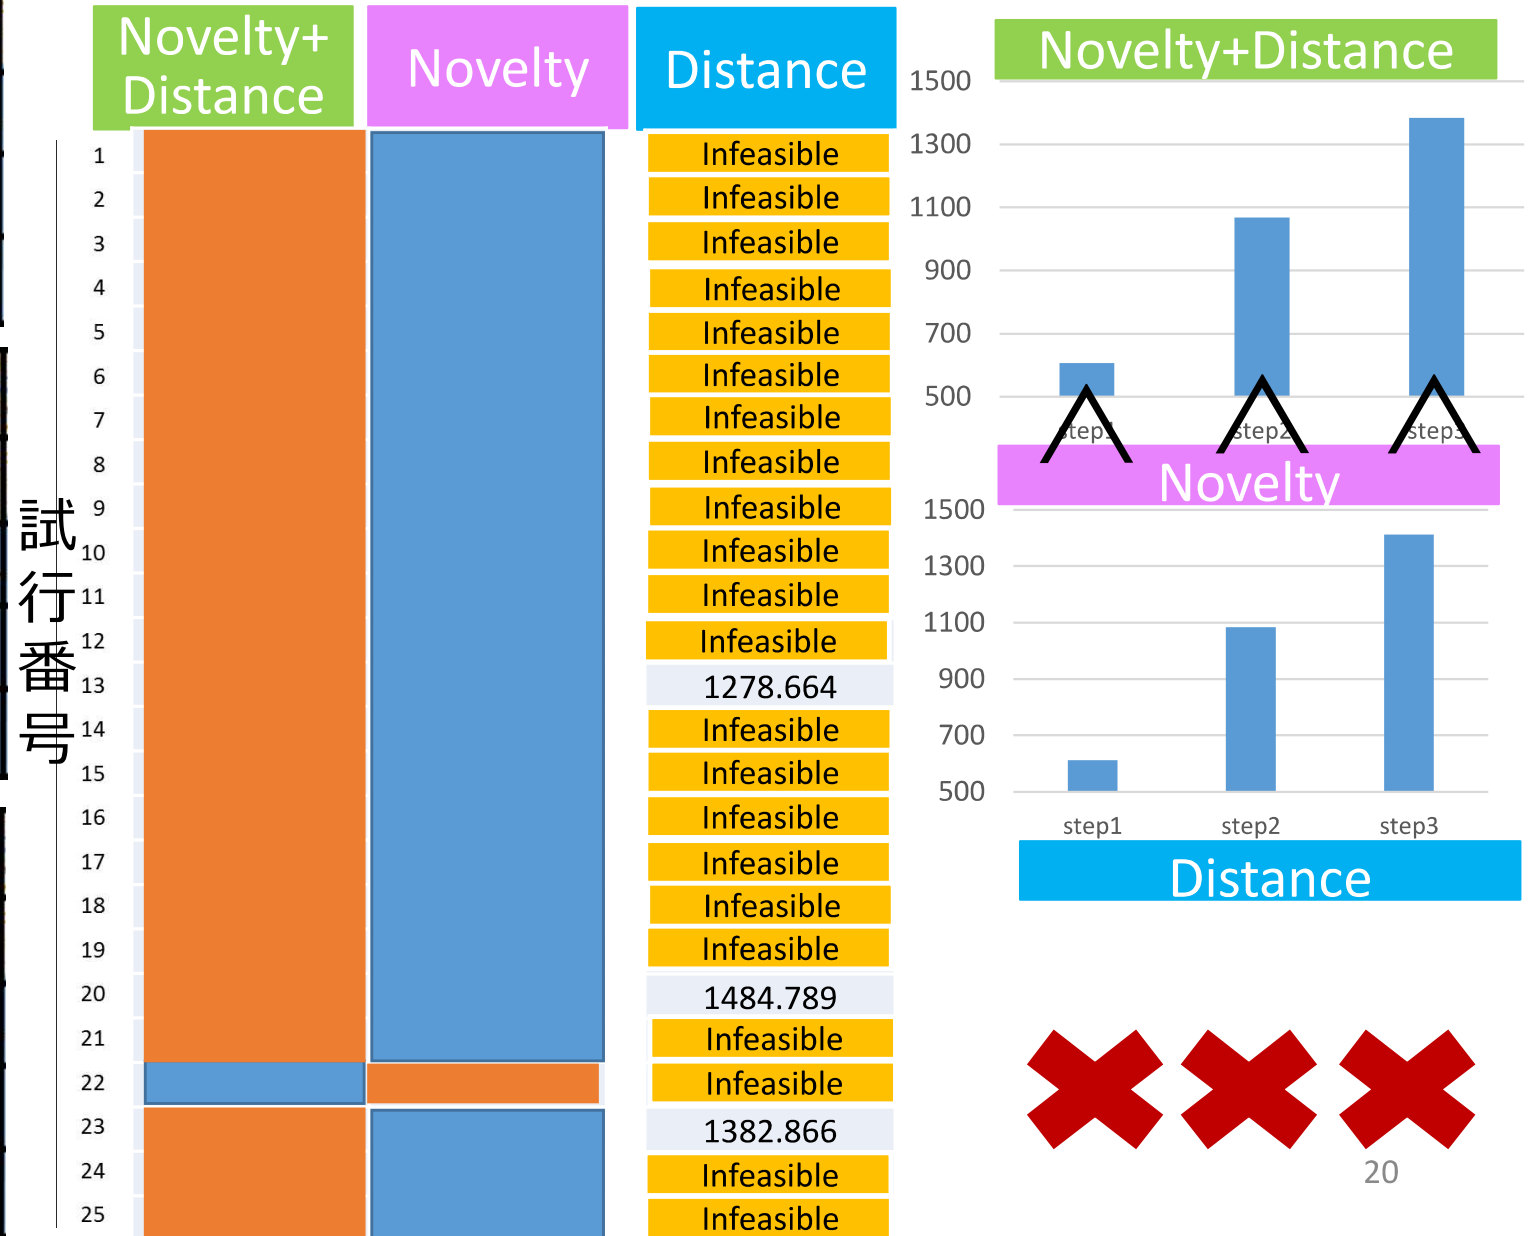 Novelty+
Distance
Novelty
Distance
試行番号
1 Infeasible
2 Infeasible
3 Infeasible
4 Infeasible
5 Infeasible
6 Infeasible
7 Infeasible
8 Infeasible
9 Infeasible
10 Infeasible
11 Infeasible
12 Infeasible
13 1278.664
14 Infeasible
15 Infeasible
16 Infeasible
17 Infeasible
18 Infeasible
19 Infeasible
20 1484.789
21 Infeasible
22 Infeasible
23 1382.866
24 Infeasible
25 Infeasible
Novelty+Distance
1500
1300
1100
900
700
500
step1 step2 step3
Novelty
1500
1300
1100
900
700
500
step1 step2 step3
Distance
20